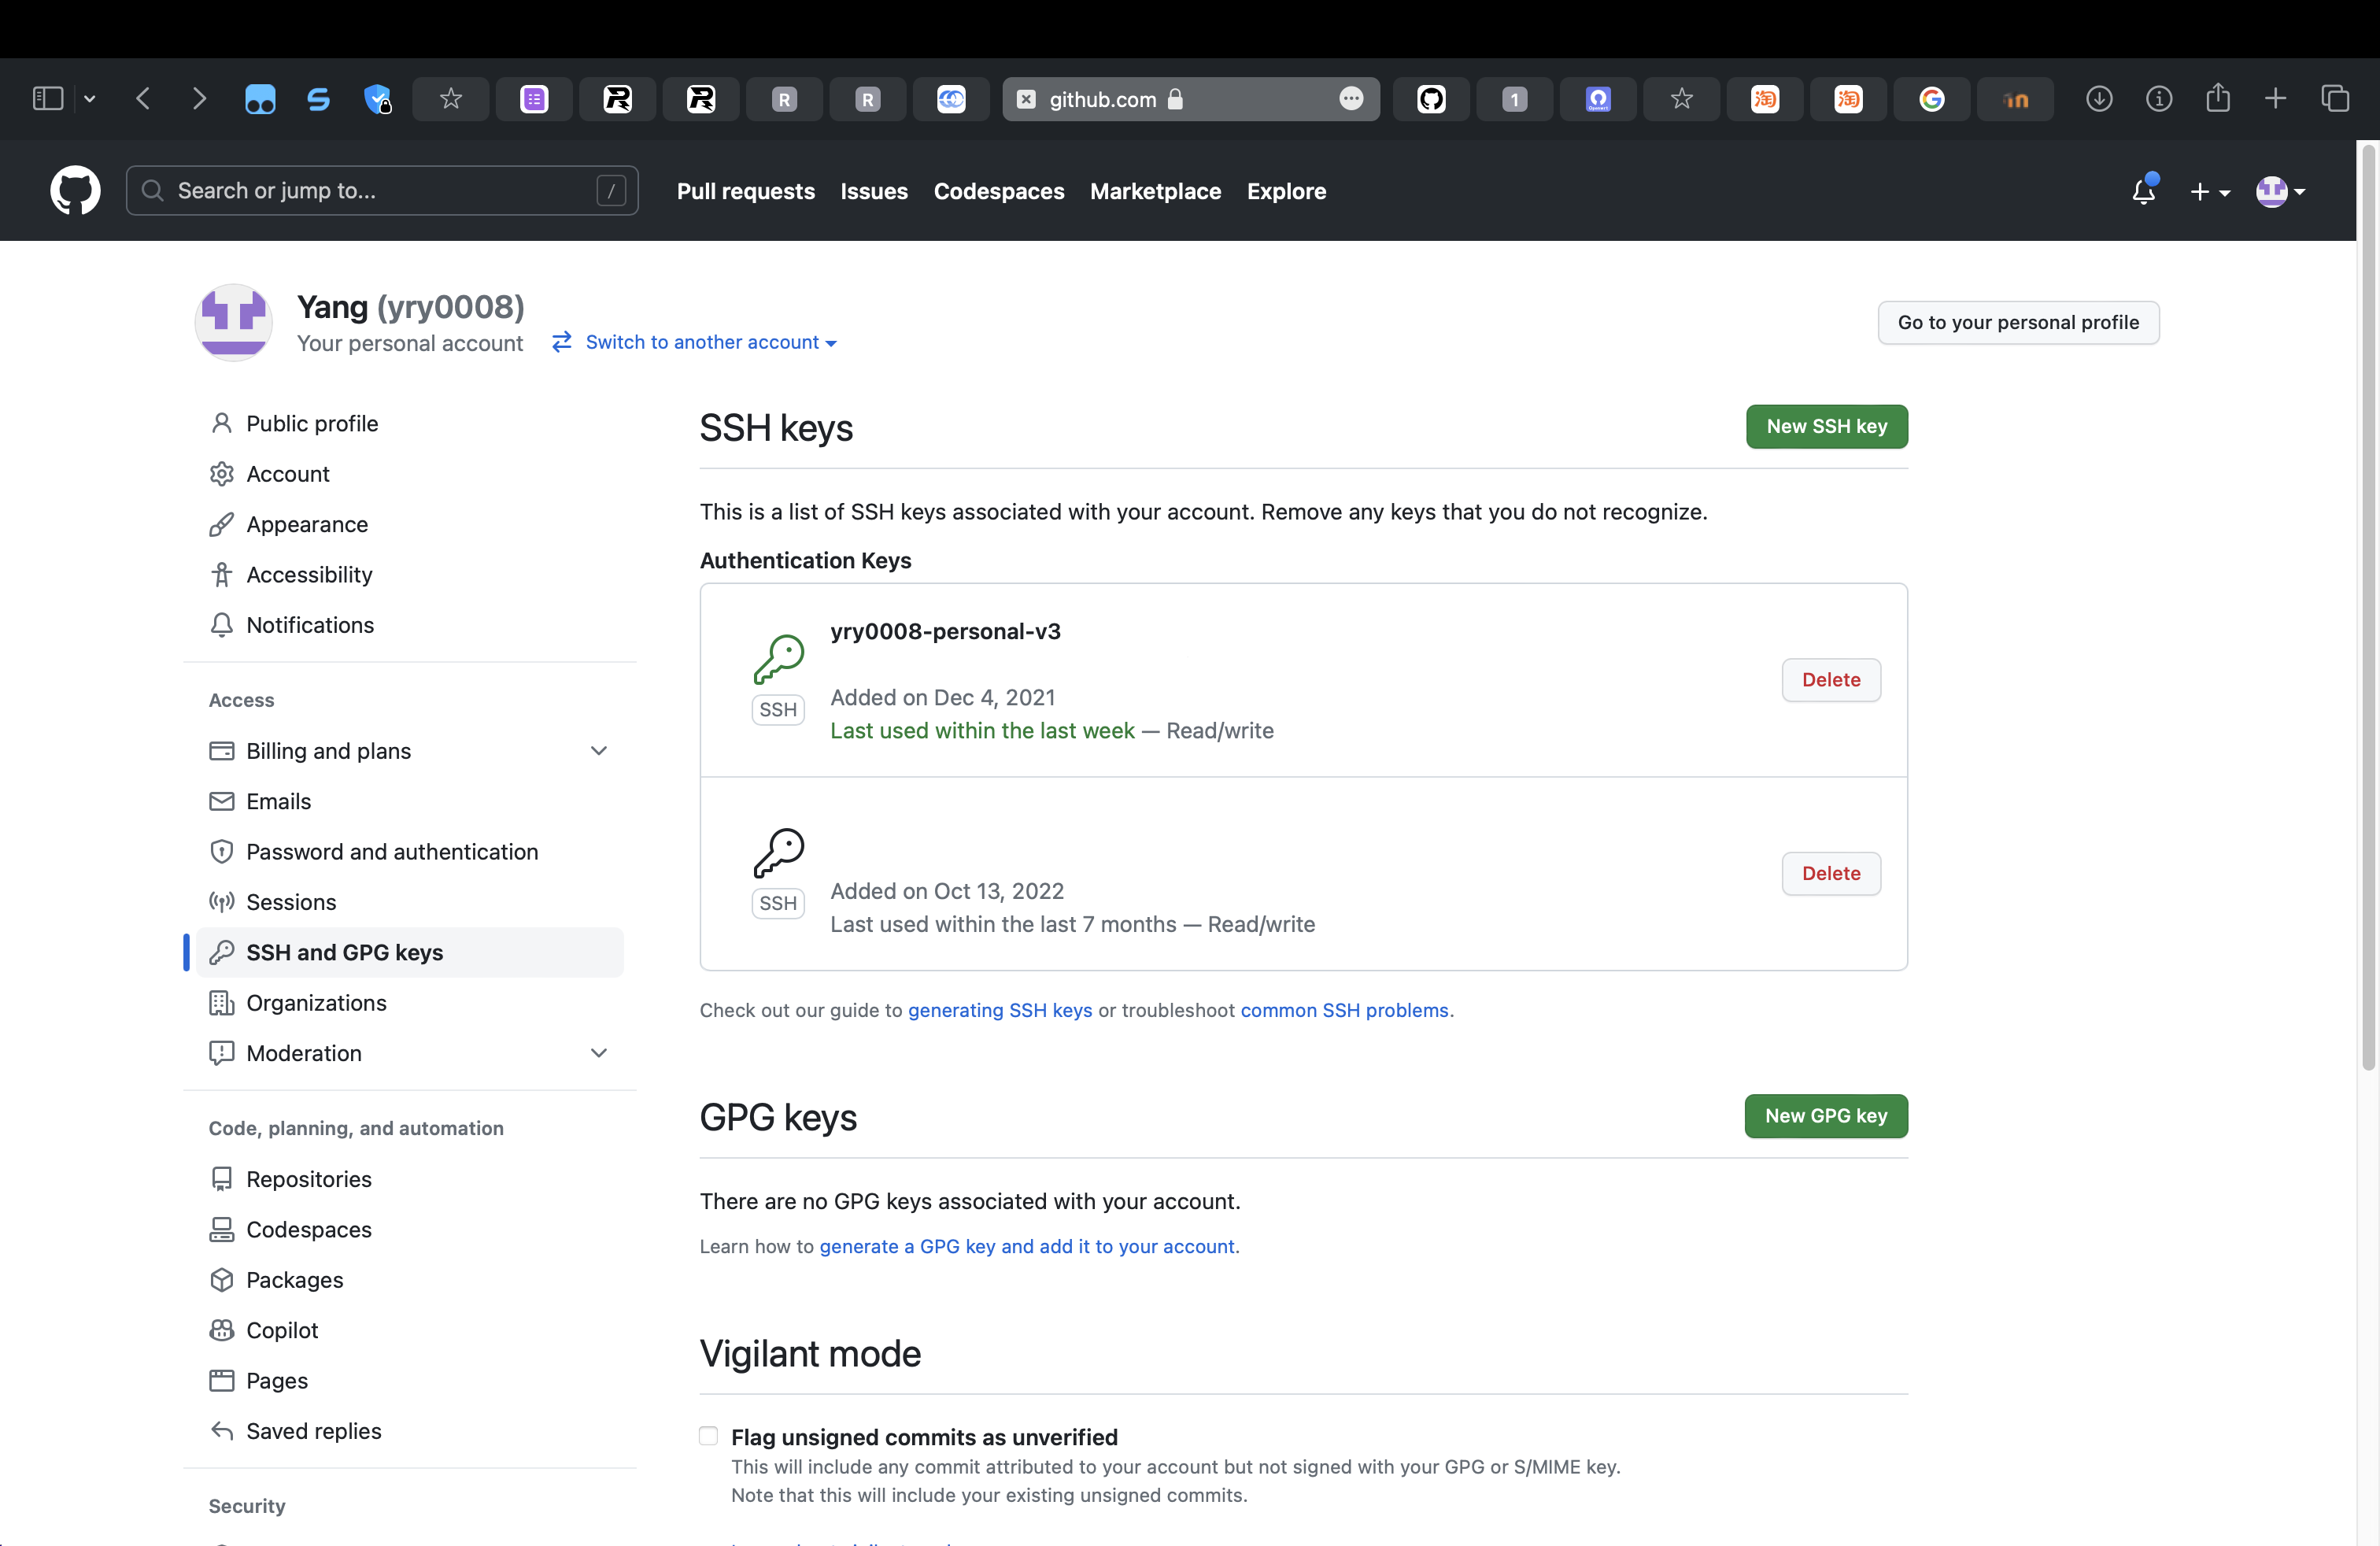 R
R
R
R
github.com
1
淘
淘
G
Search or jump to...
/
Pull requests
Issues
Codespaces
Marketplace
Explore
Yang (yry0008)
Your personal account
Switch to another account
Go to your personal profile
Public profile
Account
Appearance
Accessibility
Notifications
Access
Billing and plans
Emails
Password and authentication
Sessions
SSH and GPG keys
Organizations
Moderation
Code, planning, and automation
Repositories
Codespaces
Packages
Copilot
Pages
Saved replies
Security
SSH keys
New SSH key
This is a list of SSH keys associated with your account. Remove any keys that you do not recognize.
Authentication Keys
yry0008-personal-v3
SSH
Added on Dec 4, 2021
Last used within the last week — Read/write
Delete
SSH
Added on Oct 13, 2022
Last used within the last 7 months — Read/write
Delete
Check out our guide to generating SSH keys or troubleshoot common SSH problems.
GPG keys
New GPG key
There are no GPG keys associated with your account.
Learn how to generate a GPG key and add it to your account.
Vigilant mode
Flag unsigned commits as unverified
This will include any commit attributed to your account but not signed with your GPG or S/MIME key.
Note that this will include your existing unsigned commits.